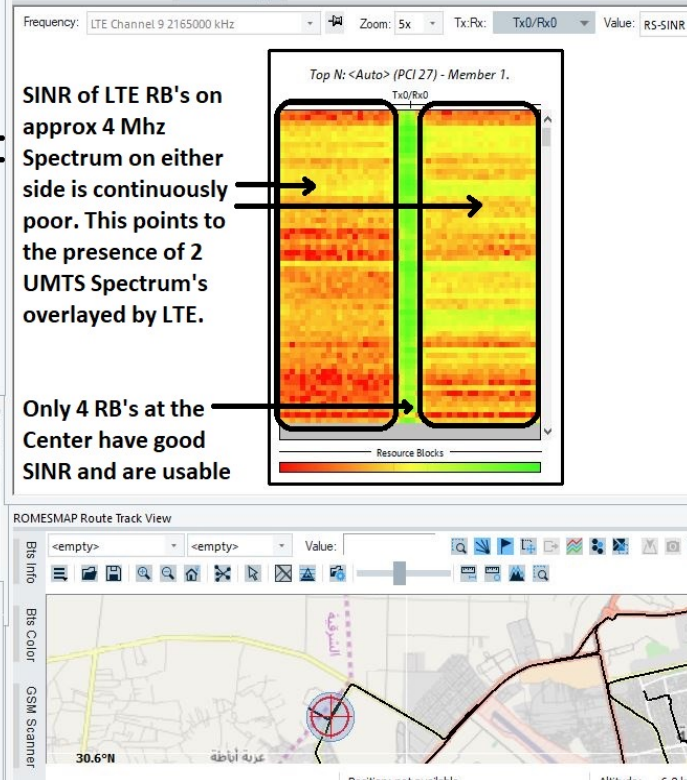 Frequency: LTE Channel 9 2165000 kHz Zoom: 5x Tx:Rx: Tx0/Rx0 Value: RS-SINR
Top N: <Auto> (PCI 27) - Member 1.
Tx0/Rx0
SINR of LTE RB's on
approx 4 Mhz
Spectrum on either
side is continuously
poor. This points to
the presence of 2
UMTS Spectrum's
overlayed by LTE.
Only 4 RB's at the
Center have good
SINR and are usable
Resource Blocks
ROMESMAP Route Track View
Bts Info
Bts Color
GSM Scanner
<empty> <empty> Value:
الشرقية
30.6°N
عزبة أباظة